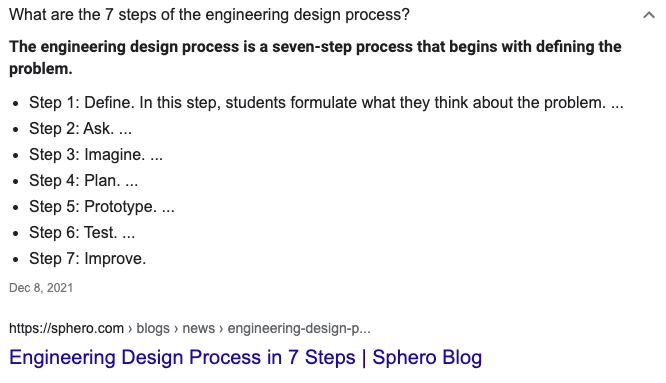 What are the 7 steps of the engineering design process?
The engineering design process is a seven-step process that begins with defining the
problem.
• Step 1: Define. In this step, students formulate what they think about the problem. ...
• Step 2: Ask. ...
• Step 3: Imagine. ...
• Step 4: Plan. ...
• Step 5: Prototype. ...
• Step 6: Test. ...
• Step 7: Improve.
Dec 8, 2021
https://sphero.com › blogs › news › engineering-design-p...
Engineering Design Process in 7 Steps | Sphero Blog